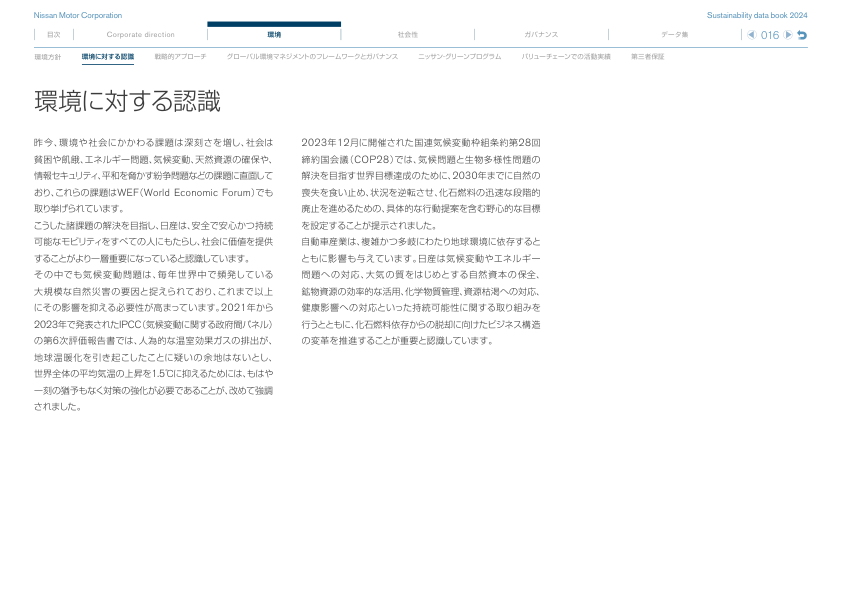 Nissan Motor Corporation
Sustainability data book 2024
目次
Corporate direction
環境
社会性
ガバナンス
データ集
016
環境方針
環境に対する認識
戦略的アプローチ
グローバル環境マネジメントのフレームワークとガバナンス
ニッサン・グリーンプログラム
バリューチェーンでの活動実績
第三者保証
環境に対する認識
昨今、環境や社会にかかわる課題は深刻さを増し、社会は
貧困や飢餓、エネルギー問題、気候変動、天然資源の確保や、
情報セキュリティ、平和を脅かす紛争問題などの課題に直面して
おり、これらの課題はWEF（World Economic Forum）でも
取り挙げられています。
こうした諸課題の解決を目指し、日産は、安全で安心かつ持続
可能なモビリティをすべての人にもたらし、社会に価値を提供
することがより一層重要になっていると認識しています。
その中でも気候変動問題は、毎年世界中で頻発している
大規模な自然災害の要因と捉えられており、これまで以上
にその影響を抑える必要性が高まっています。2021年から
2023年で発表されたIPCC（気候変動に関する政府間パネル）
の第6次評価報告書では、人為的な温室効果ガスの排出が、
地球温暖化を引き起こしたことに疑いの余地はないとし、
世界全体の平均気温の上昇を1.5℃に抑えるためには、もはや
一刻の猶予もなく対策の強化が必要であることが、改めて強調
されました。
2023年12月に開催された国連気候変動枠組条約第28回
締約国会議（COP28）では、気候問題と生物多様性問題の
解決を目指す世界目標達成のために、2030年までに自然の
喪失を食い止め、状況を逆転させ、化石燃料の迅速な段階的
廃止を進めるための、具体的な行動提案を含む野心的な目標
を設定することが提示されました。
自動車産業は、複雑かつ多岐にわたり地球環境に依存すると
ともに影響も与えています。日産は気候変動やエネルギー
問題への対応、大気の質をはじめとする自然資本の保全、
鉱物資源の効率的な活用、化学物質管理、資源枯渇への対応、
健康影響への対応といった持続可能性に関する取り組みを
行うとともに、化石燃料依存からの脱却に向けたビジネス構造
の変革を推進することが重要と認識しています。